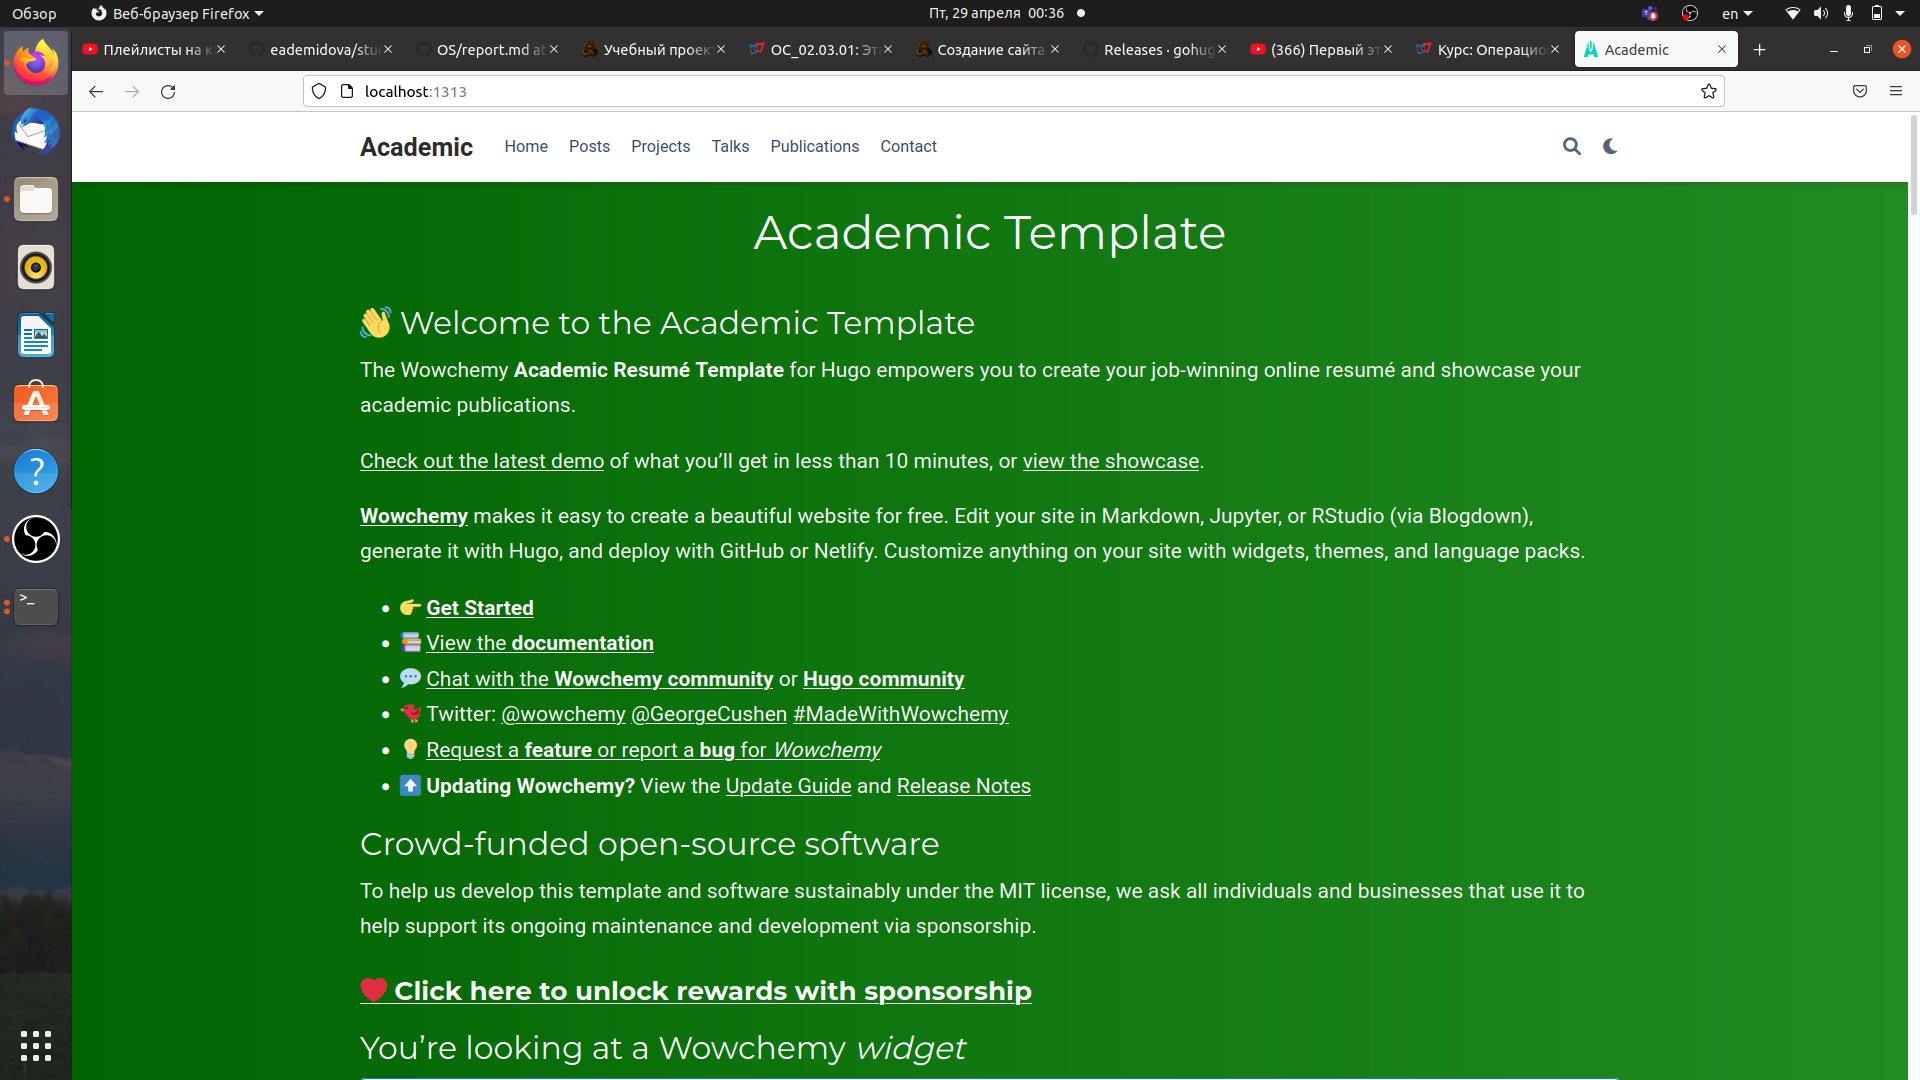 Обзор
Веб-браузер Firefox
Пт, 29 апреля 00:36
en
Плейлисты на к
eademidova/stu
OS/report.md at
Учебный проек
ОС_02.03.01: Эта
Создание сайта
Releases · gohug
(366) Первый эт
Курс: Операцио
Academic
localhost:1313
Academic
Home
Posts
Projects
Talks
Publications
Contact
Academic Template
👋 Welcome to the Academic Template
The Wowchemy Academic Resumé Template for Hugo empowers you to create your job-winning online resumé and showcase your
academic publications.
Check out the latest demo of what you’ll get in less than 10 minutes, or view the showcase.
Wowchemy makes it easy to create a beautiful website for free. Edit your site in Markdown, Jupyter, or RStudio (via Blogdown),
generate it with Hugo, and deploy with GitHub or Netlify. Customize anything on your site with widgets, themes, and language packs.
• 👉 Get Started
• 📚 View the documentation
• 💬 Chat with the Wowchemy community or Hugo community
• 🐦 Twitter: @wowchemy @GeorgeCushen #MadeWithWowchemy
• 💡 Request a feature or report a bug for Wowchemy
• ⬆️ Updating Wowchemy? View the Update Guide and Release Notes
Crowd-funded open-source software
To help us develop this template and software sustainably under the MIT license, we ask all individuals and businesses that use it to
help support its ongoing maintenance and development via sponsorship.
❤️ Click here to unlock rewards with sponsorship
You’re looking at a Wowchemy widget